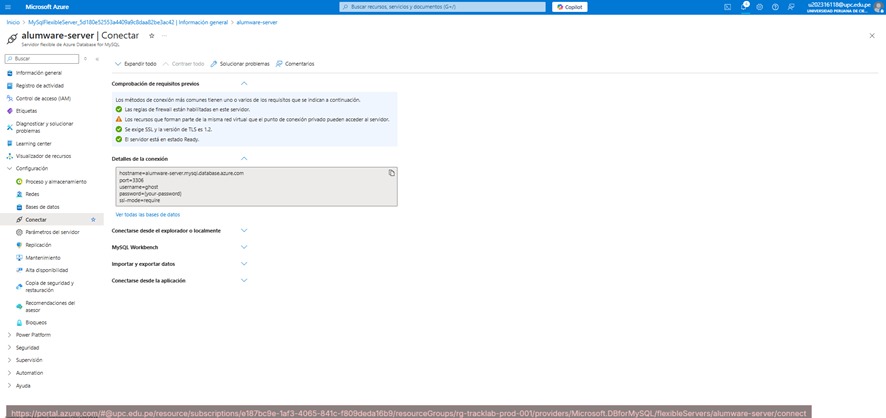 Microsoft Azure
Buscar recursos, servicios y documentos (G+/)
Copilot
u202316118@upc.edu.pe
UNIVERSIDAD PERUANA DE CIE...
Inicio > MySqlFlexibleServer_5d180e52553a4409a9c8daa82be3ac42 | Información general > alumware-server
alumware-server | Conectar
Servidor flexible de Azure Database for MySQL
Buscar
Información general
Registro de actividad
Control de acceso (IAM)
Etiquetas
Diagnosticar y solucionar
problemas
Learning center
Visualizador de recursos
Configuración
Proceso y almacenamiento
Redes
Bases de datos
Conectar
Parámetros del servidor
Replicación
Mantenimiento
Alta disponibilidad
Copia de seguridad y
restauración
Recomendaciones del
asesor
Bloqueos
Power Platform
Seguridad
Supervisión
Automation
Ayuda
Expandir todo
Contraer todo
Solucionar problemas
Comentarios
Comprobación de requisitos previos
Los métodos de conexión más comunes tienen uno o varios de los requisitos que se indican a continuación.
Las reglas de firewall están habilitadas en este servidor.
Los recursos que forman parte de la misma red virtual que el punto de conexión privado pueden acceder al servidor.
Se exige SSL y la versión de TLS es 1.2.
El servidor está en estado Ready.
Detalles de la conexión
hostname=alumware-server.mysql.database.azure.com
port=3306
username=ghost
password={your-password}
ssl-mode=require
Ver todas las bases de datos
Conectarse desde el explorador o localmente
MySQL Workbench
Importar y exportar datos
Conectarse desde la aplicación
https://portal.azure.com/#@upc.edu.pe/resource/subscriptions/e187bc9e-1af3-4065-841c-f809deda16b9/resourceGroups/rg-tracklab-prod-001/providers/Microsoft.DBforMySQL/flexibleServers/alumware-server/connect